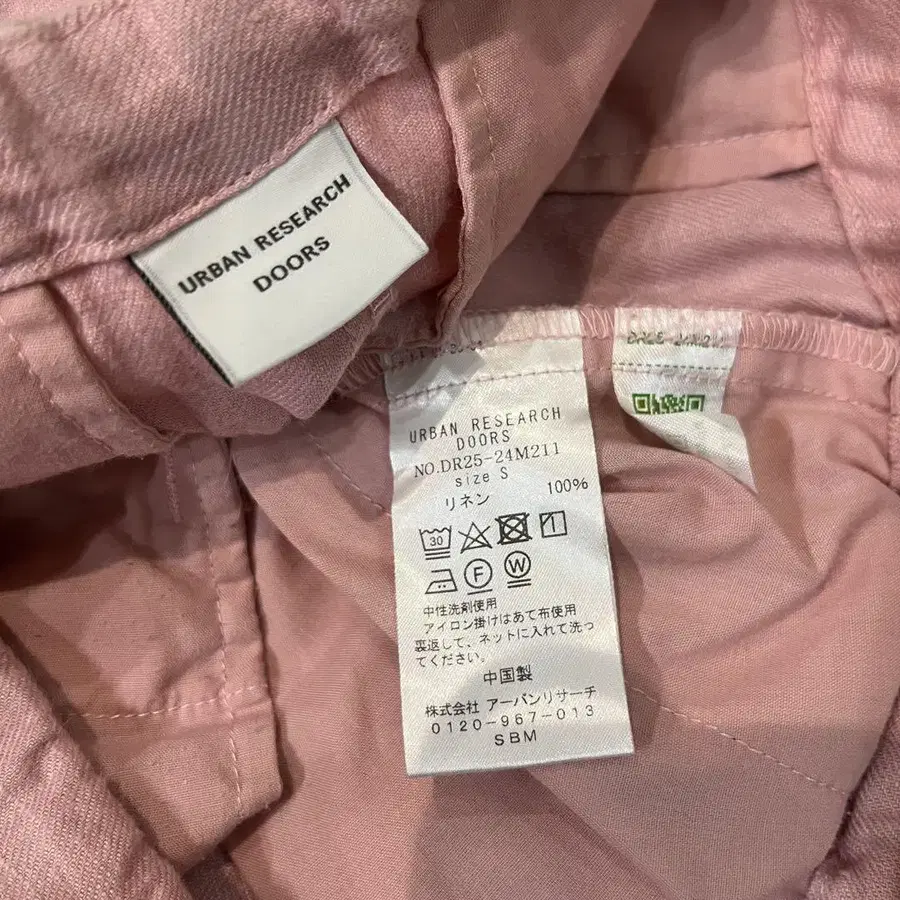 URBAN RESEARCH
DOORS
URBAN RESEARCH
DOORS
NO.DR25-24M211
size S
リネン 100%
30
F W
中性洗剤使用
アイロン掛けはあて布使用
裏返して、ネットに入れて洗っ
てください。
中国製
株式会社 アーバンリサーチ
0120-967-013
SBM